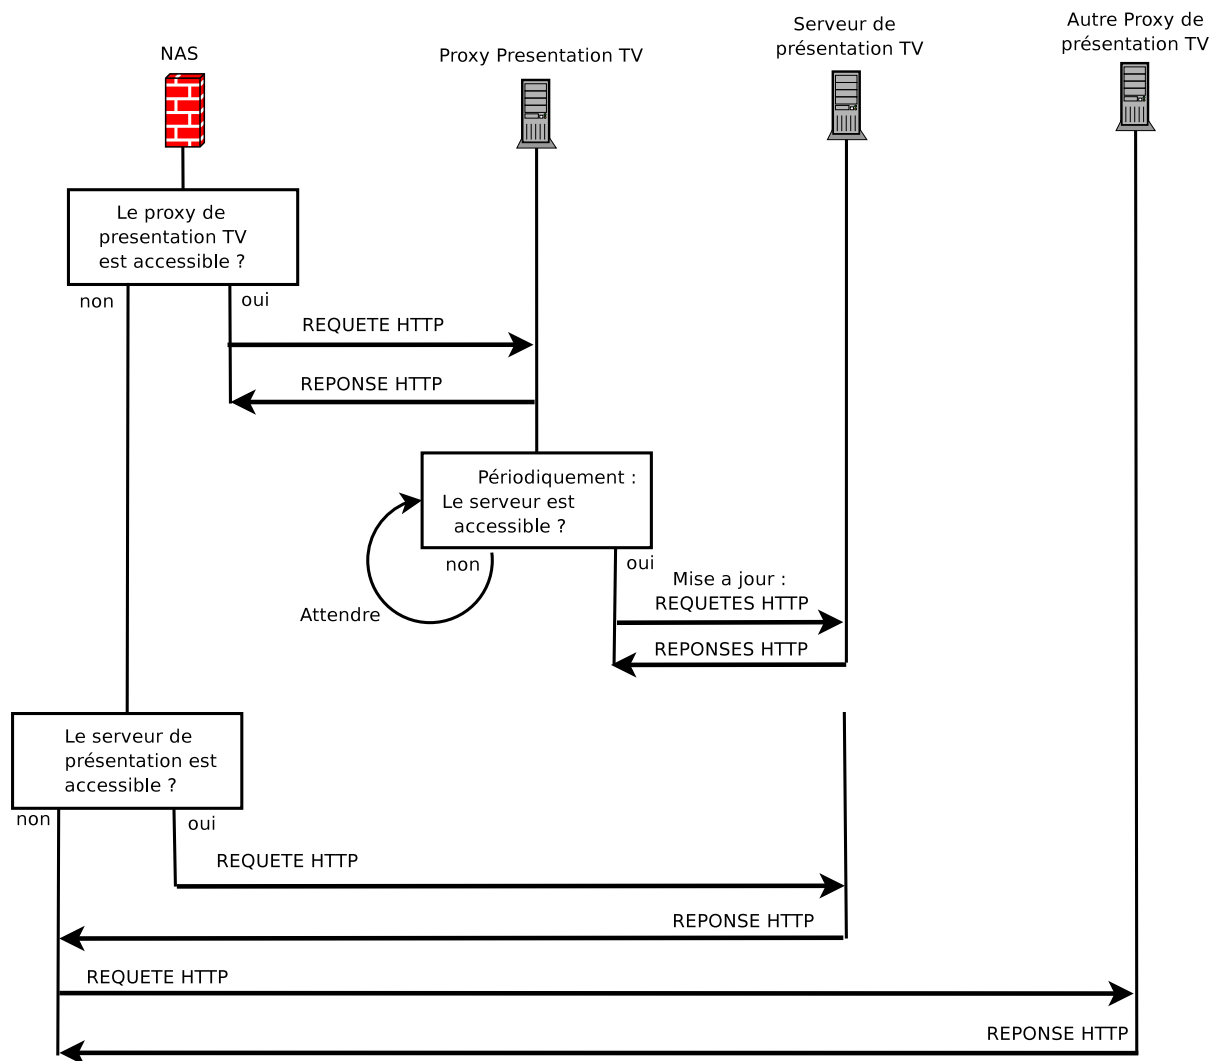 NAS
Proxy Presentation TV
Serveur de
présentation TV
Autre Proxy de
présentation TV
Le proxy de
presentation TV
est accessible ?
non
oui
REQUETE HTTP
REPONSE HTTP
Périodiquement :
Le serveur est
accessible ?
non
oui
Attendre
Mise a jour :
REQUETES HTTP
REPONSES HTTP
Le serveur de
présentation est
accessible ?
non
oui
REQUETE HTTP
REPONSE HTTP
REQUETE HTTP
REPONSE HTTP